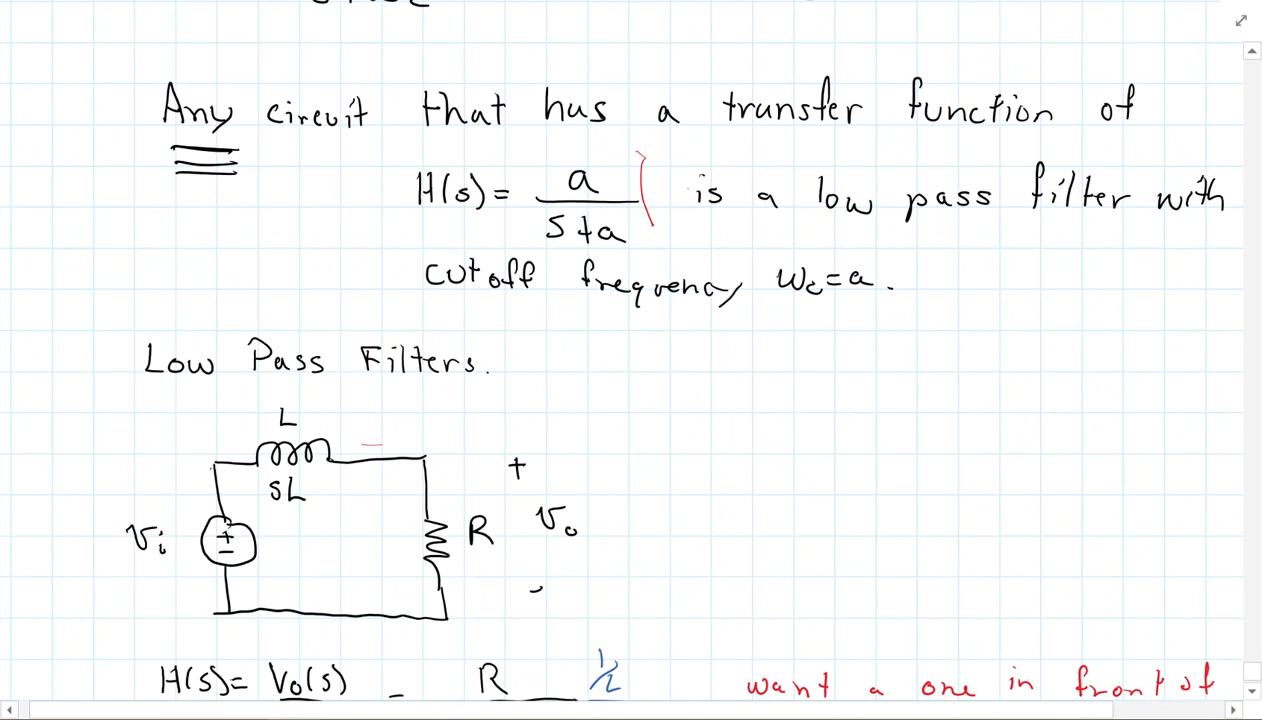 Any circuit that has a transfer function of
H(s) = a / (s + a) is a low pass filter with
cutoff frequency ωc = a.
Low Pass Filters.
L
sL
+
vi
+
-
R
vo
-
H(s) = Vo(s) = R 1/2 want a one in front of